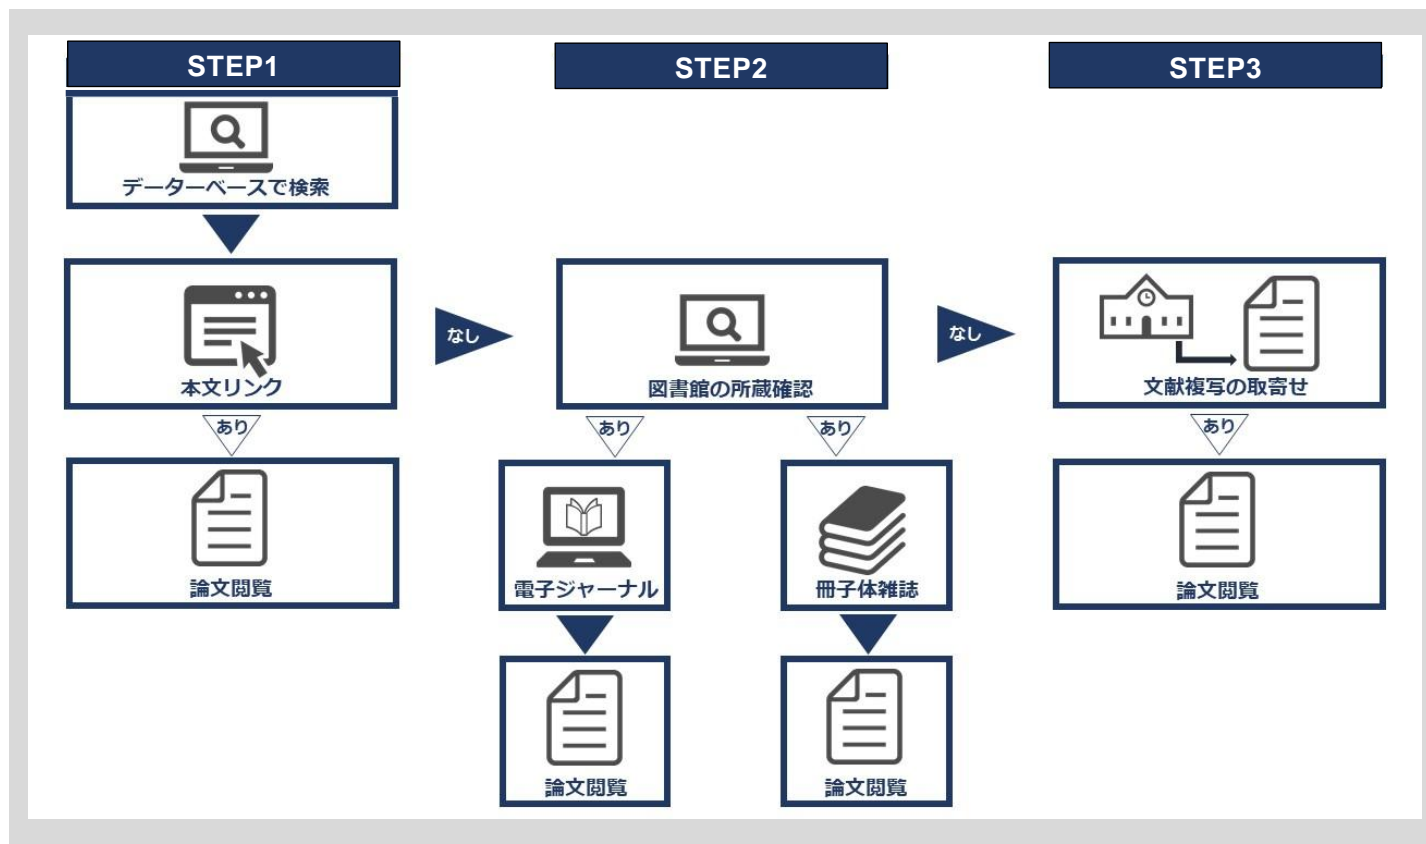 STEP1
STEP2
STEP3
データーベースで検索
本文リンク
なし
図書館の所蔵確認
なし
文献複写の取寄せ
あり
あり
あり
あり
論文閲覧
電子ジャーナル
冊子体雑誌
論文閲覧
論文閲覧
論文閲覧